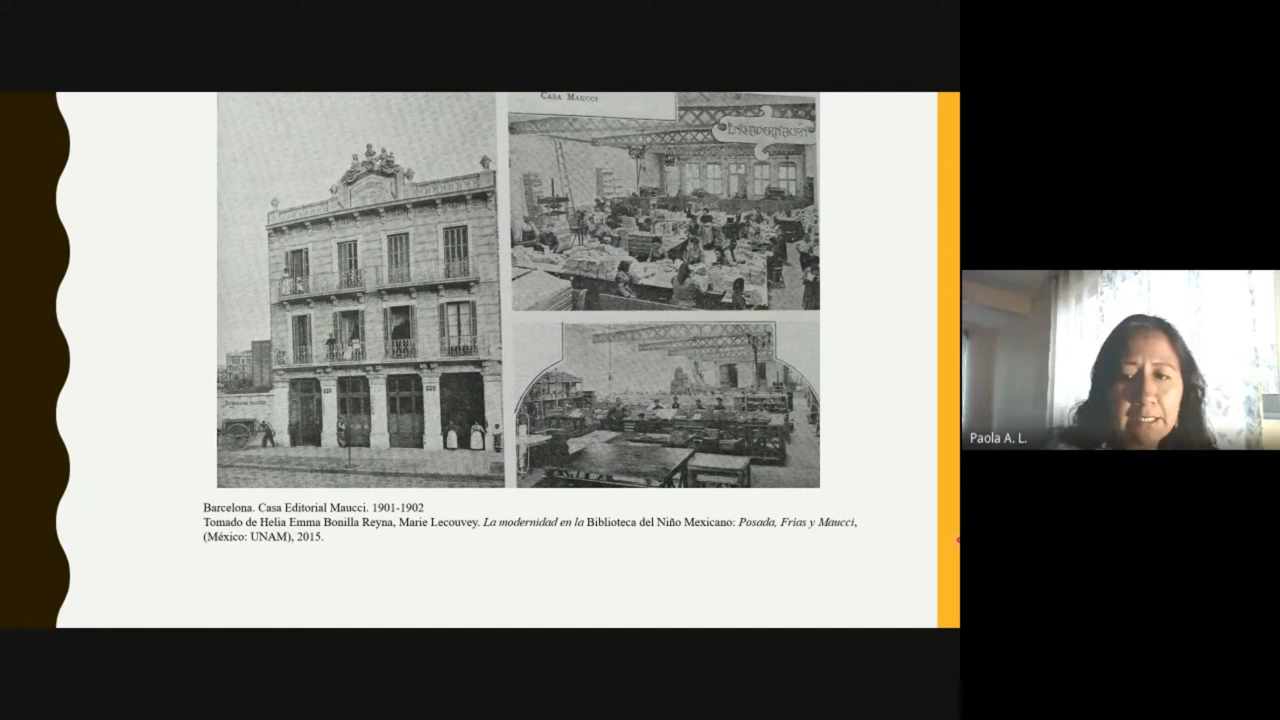 CASA MAUCCI
ENCUADERNACIÓN
Barcelona. Casa Editorial Maucci. 1901-1902
Tomado de Helia Emma Bonilla Reyna, Marie Lecouvey. La modernidad en la Biblioteca del Niño Mexicano: Posada, Frías y Maucci,
(México: UNAM), 2015.
Paola A. L.